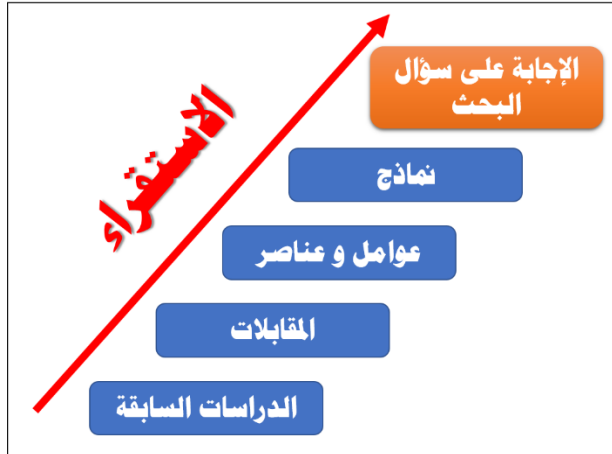 الإجابة على سؤال
البحث
الاستقراء
نماذج
عوامل و عناصر
المقابلات
الدراسات السابقة